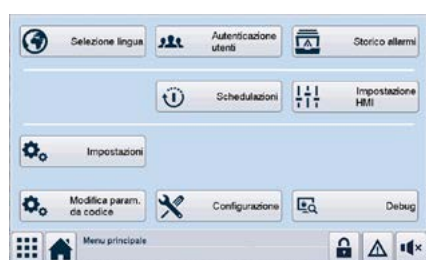 Selezione lingua
Autenticazione
utenti
Storico allarmi
Schedulazioni
Impostazione
HMI
Impostazioni
Modifica param.
da codice
Configurazione
Debug
Menu principale